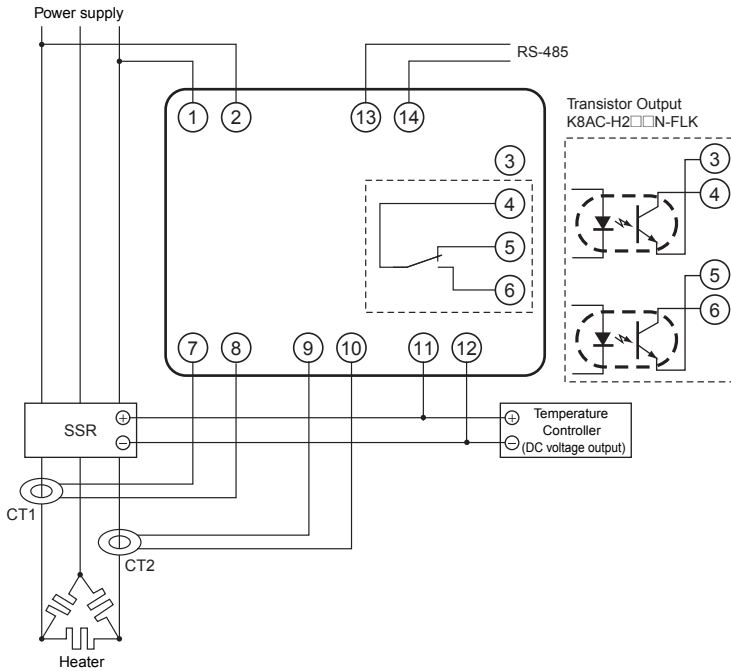 Power supply
RS-485
1
2
13
14
Transistor Output
K8AC-H2□□N-FLK
3
4
5
6
3
4
5
6
7
8
9
10
11
12
SSR
+
−
+
−
Temperature
Controller
(DC voltage output)
CT1
CT2
Heater